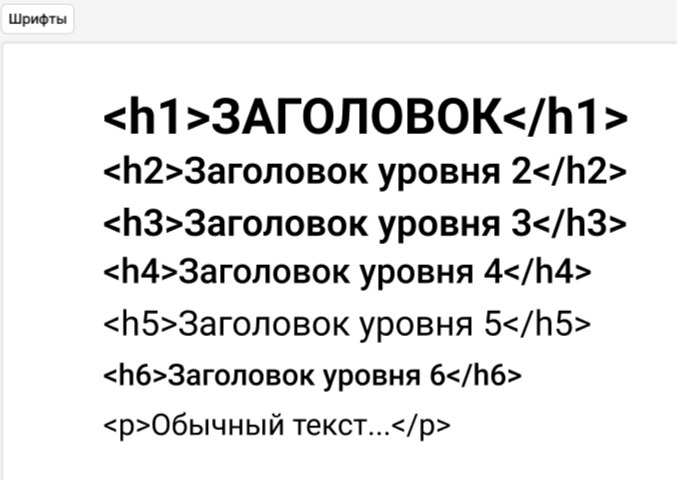 Шрифты
<h1>ЗАГОЛОВОК</h1>
<h2>Заголовок уровня 2</h2>
<h3>Заголовок уровня 3</h3>
<h4>Заголовок уровня 4</h4>
<h5>Заголовок уровня 5</h5>
<h6>Заголовок уровня 6</h6>
<p>Обычный текст...</p>